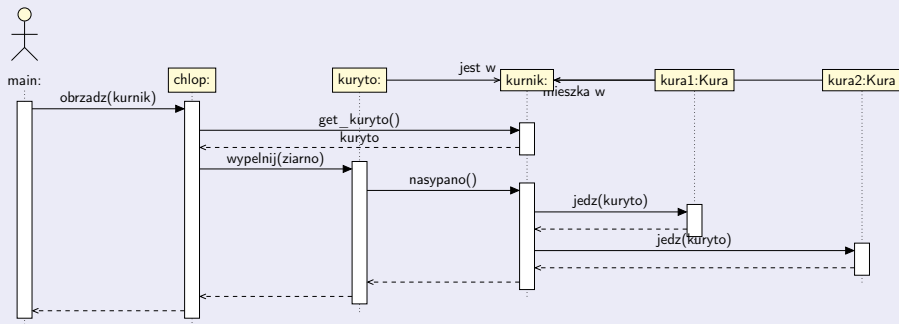 main:
chlop:
kuryto:
jest w
kurnik:
mieszka w
kura1:Kura
kura2:Kura
obrzadz(kurnik)
get_kuryto()
kuryto
wypelnij(ziarno)
nasypano()
jedz(kuryto)
jedz(kuryto)